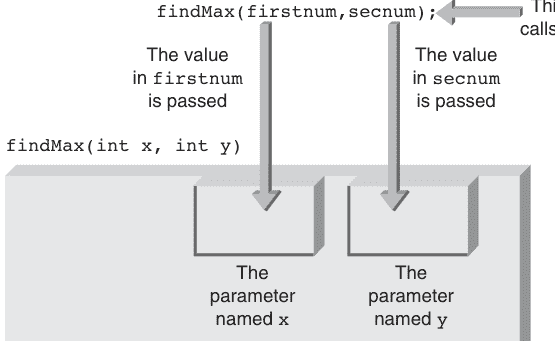 findMax(firstnum,secnum);
calls
The value
in firstnum
is passed
The value
in secnum
is passed
findMax(int x, int y)
The
parameter
named x
The
parameter
named y